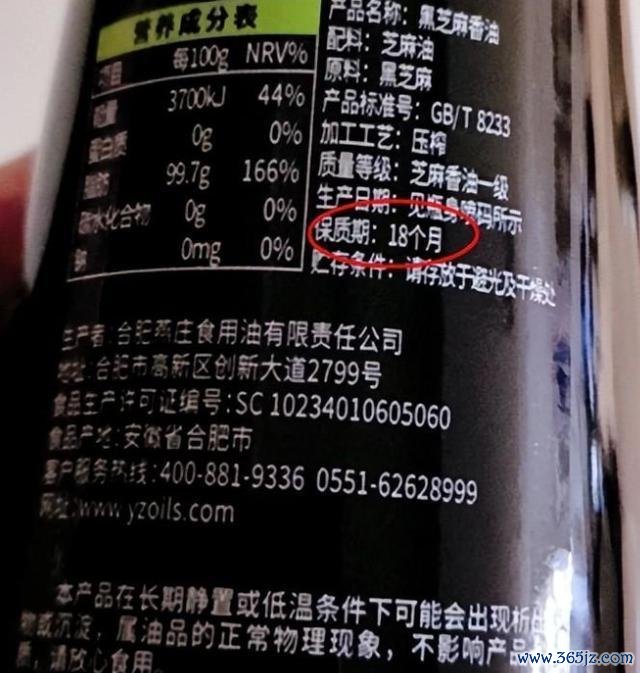 营养成分表
项目 每100g NRV%
能量 3700kJ 44%
蛋白质 0g 0%
脂肪 99.7g 166%
碳水化合物 0g 0%
钠 0mg 0%
产品名称：黑芝麻香油
配料：芝麻油
原料：黑芝麻
产品标准号：GB/T 8233
加工工艺：压榨
质量等级：芝麻香油一级
生产日期：见瓶身喷码所示
保质期：18个月
贮存条件：请存放于避光及干燥处
生产者：合肥燕庄食用油有限责任公司
地址：合肥市高新区创新大道2799号
食品生产许可证编号：SC 10234010605060
食品产地：安徽省合肥市
客户服务热线：400-881-9336 0551-62628999
网址：www.yzoils.com
本产品在长期静置或低温条件下可能会出现析出
物或沉淀，属油品的正常物理现象，不影响产品
质，请放心食用。
www.365jz.com